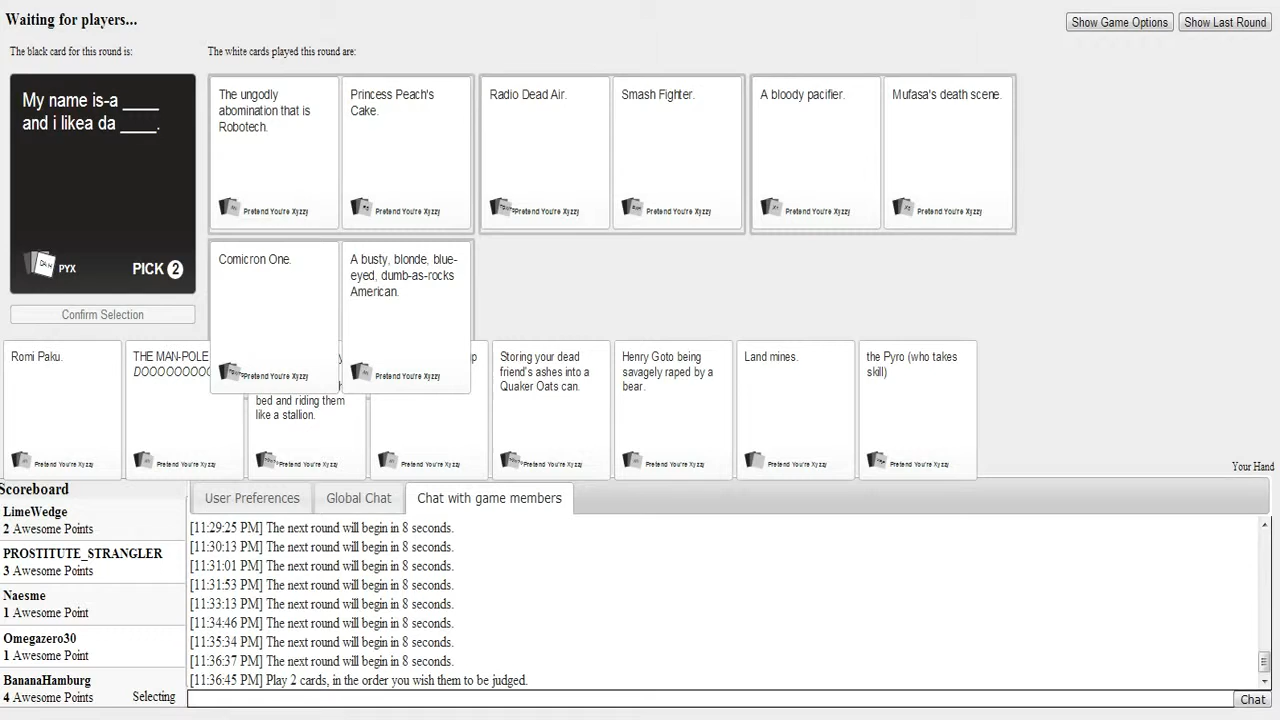 Waiting for players...
Show Game Options
Show Last Round
The black card for this round is:
The white cards played this round are:
My name is-a ____
and i likea da ____.
PYX
PICK 2
Confirm Selection
The ungodly
abomination that is
Robotech.
Pretend You're Xyzzy
Princess Peach's
Cake.
Pretend You're Xyzzy
Radio Dead Air.
Pretend You're Xyzzy
Smash Fighter.
Pretend You're Xyzzy
A bloody pacifier.
Pretend You're Xyzzy
Mufasa's death scene.
Pretend You're Xyzzy
Comicron One.
Pretend You're Xyzzy
A busty, blonde, blue-
eyed, dumb-as-rocks
American.
Pretend You're Xyzzy
Romi Paku.
Pretend You're Xyzzy
THE MAN-POLE
DOOOOOOOO
Pretend You're Xyzzy
bed and riding them
like a stallion.
Pretend You're Xyzzy
Pretend You're Xyzzy
Storing your dead
friend's ashes into a
Quaker Oats can.
Pretend You're Xyzzy
Henry Goto being
savagely raped by a
bear.
Pretend You're Xyzzy
Land mines.
Pretend You're Xyzzy
the Pyro (who takes
skill)
Pretend You're Xyzzy
Your Hand
Scoreboard
LimeWedge
2 Awesome Points
PROSTITUTE_STRANGLER
3 Awesome Points
Naesme
1 Awesome Point
Omegazero30
1 Awesome Point
BananaHamburg
4 Awesome Points
Selecting
User Preferences
Global Chat
Chat with game members
[11:29:25 PM] The next round will begin in 8 seconds.
[11:30:13 PM] The next round will begin in 8 seconds.
[11:31:01 PM] The next round will begin in 8 seconds.
[11:31:53 PM] The next round will begin in 8 seconds.
[11:33:13 PM] The next round will begin in 8 seconds.
[11:34:46 PM] The next round will begin in 8 seconds.
[11:35:34 PM] The next round will begin in 8 seconds.
[11:36:37 PM] The next round will begin in 8 seconds.
[11:36:45 PM] Play 2 cards, in the order you wish them to be judged.
Chat